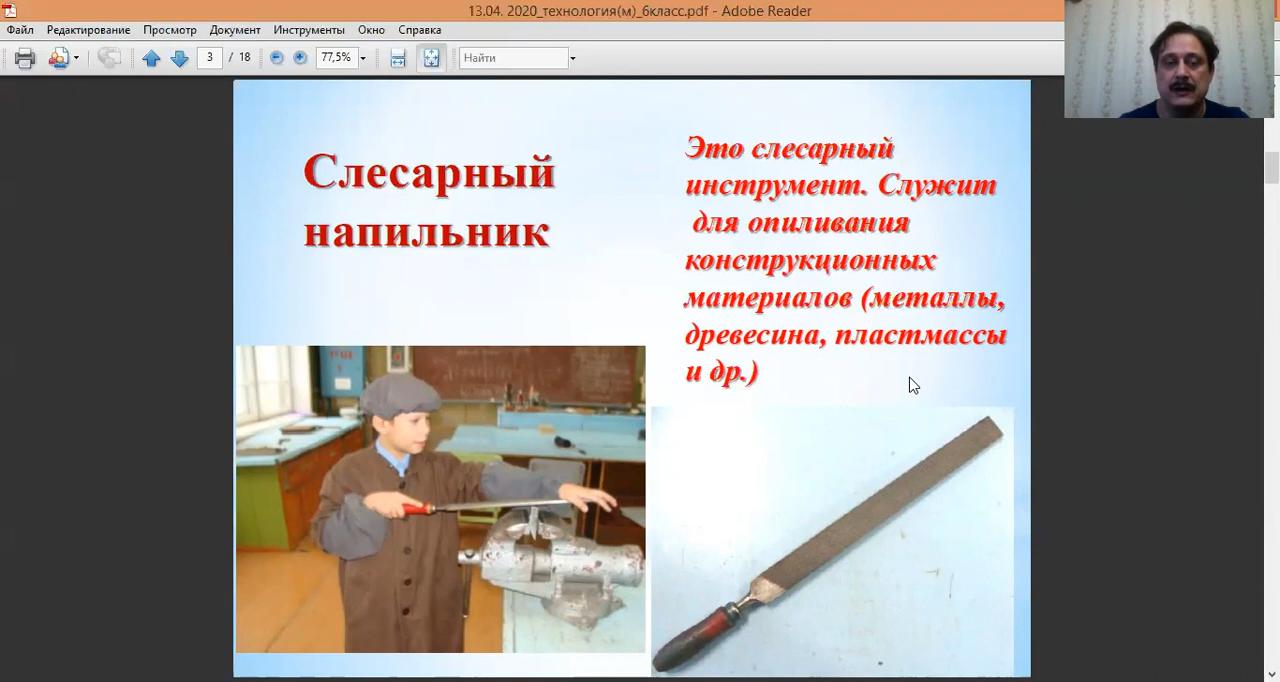 13.04. 2020_технология(м)_6класс.pdf - Adobe Reader
Файл Редактирование Просмотр Документ Инструменты Окно Справка
3 / 18 77,5% Найти
Слесарный
напильник
Это слесарный
инструмент. Служит
для опиливания
конструкционных
материалов (металлы,
древесина, пластмассы
и др.)